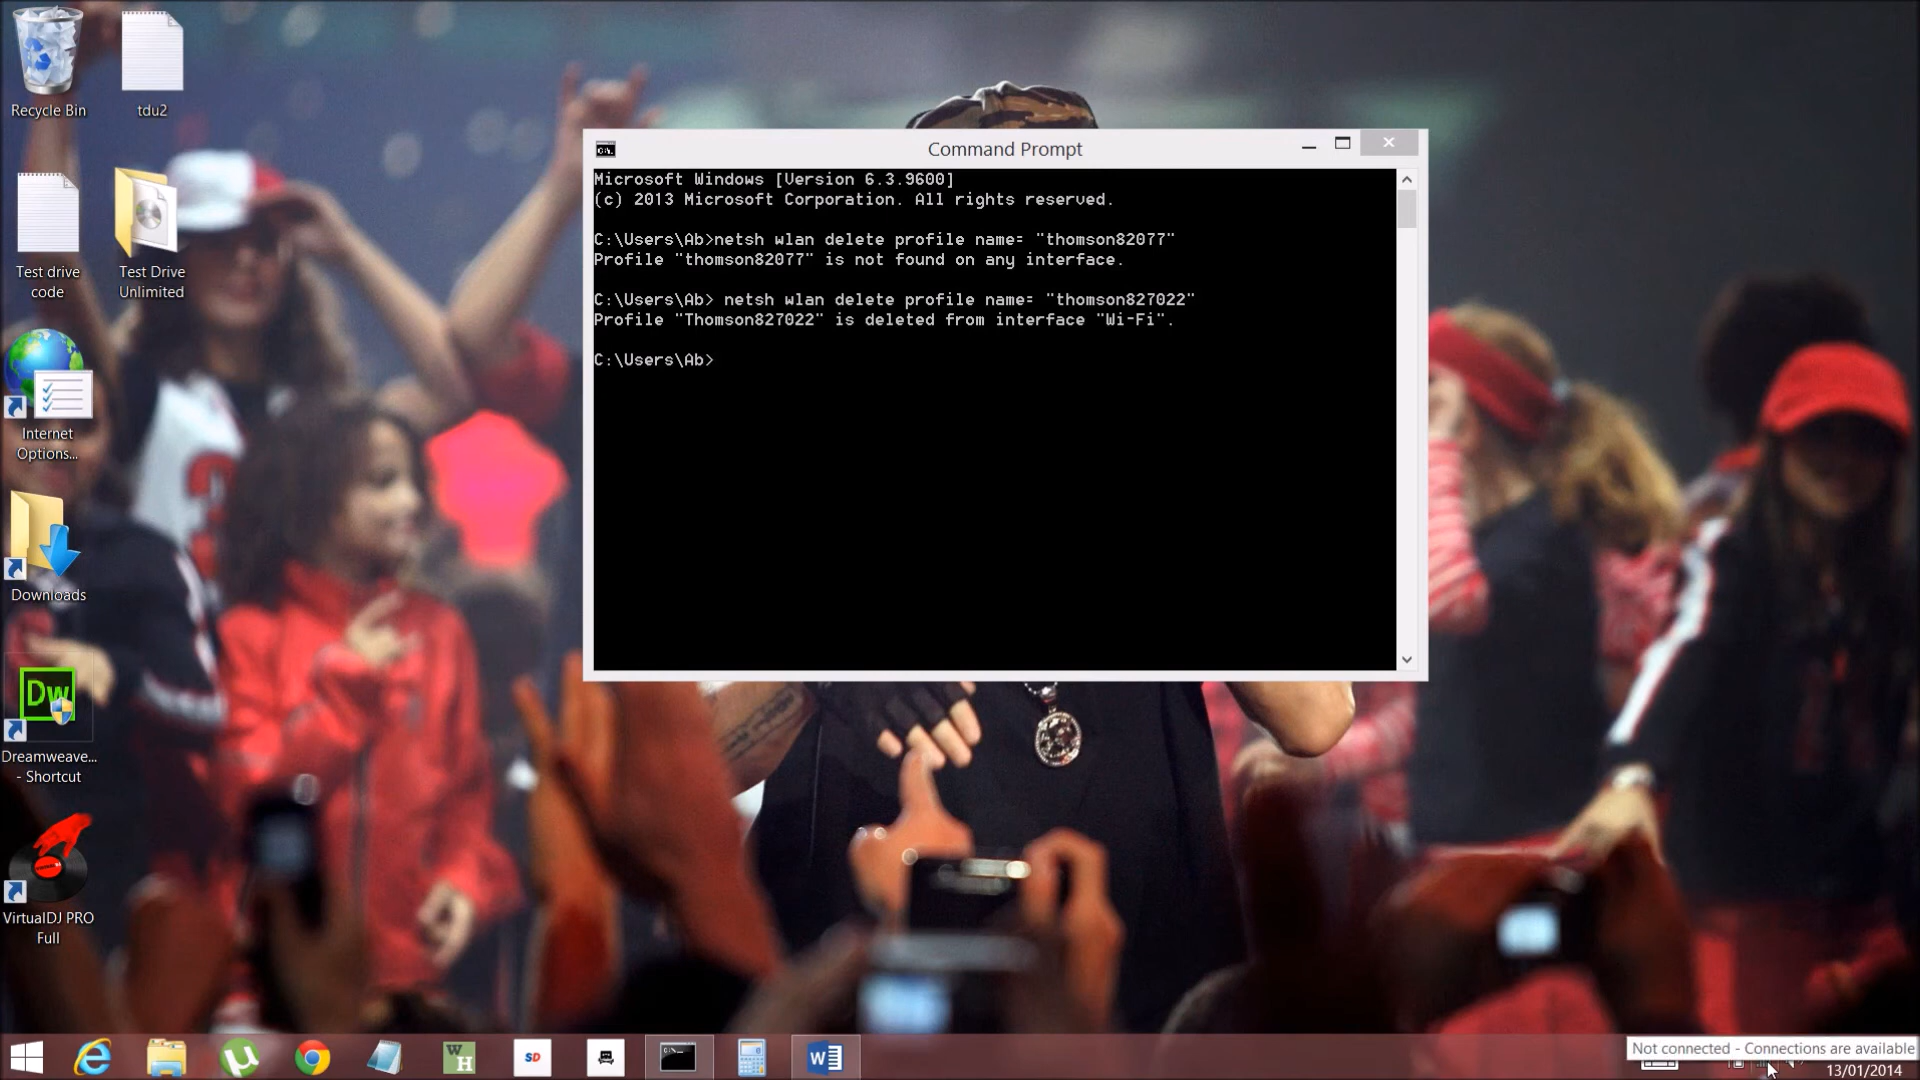 Recycle Bin
tdu2
Test drive
code
Test Drive
Unlimited
Internet
Options...
Downloads
Dw
Dreamweave...
- Shortcut
VirtualDJ PRO
Full
Command Prompt
Microsoft Windows [Version 6.3.9600]
(c) 2013 Microsoft Corporation. All rights reserved.
C:\Users\Ab>netsh wlan delete profile name= "thomson82077"
Profile "thomson82077" is not found on any interface.
C:\Users\Ab> netsh wlan delete profile name= "thomson827022"
Profile "Thomson827022" is deleted from interface "Wi-Fi".
C:\Users\Ab>
W
H
SD
W
Not connected - Connections are available
13/01/2014